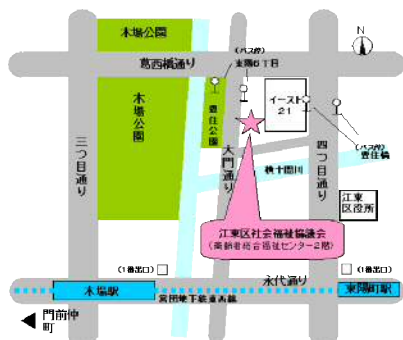 木場公園
N
葛西橋通り
(バス停)
東陽6丁目
イースト
21
木場公園
豊住公園
三つ目通り
大門通り
四つ目通り
(バス停)
豊住橋
横十間川
江東
区役所
江東区社会福祉協議会
(高齢者総合福祉センター2階)
(1番出口)
(1番出口)
永代通り
木場駅
東陽町駅
営団地下鉄東西線
門前仲
町